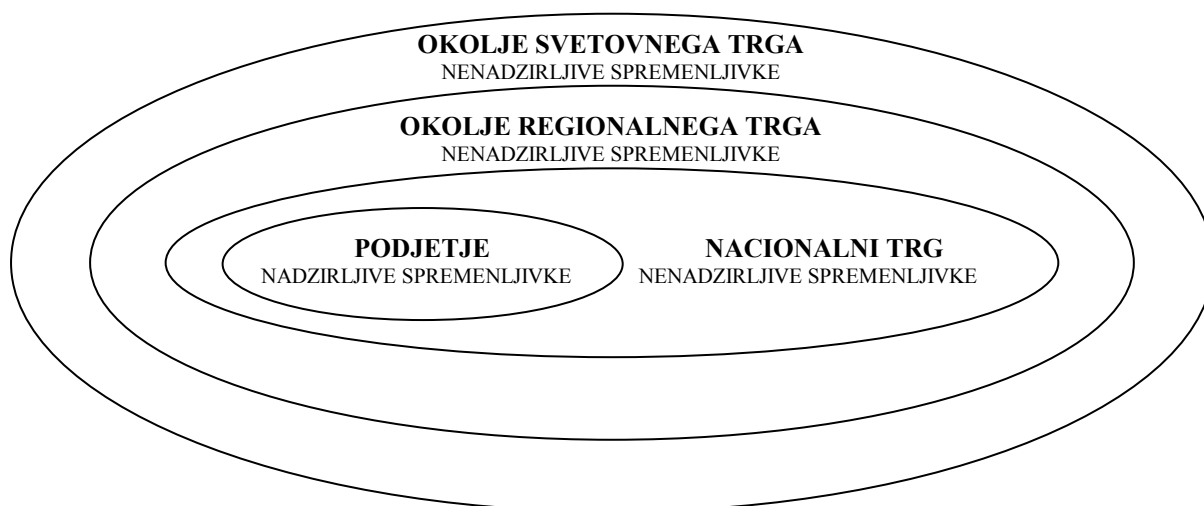 OKOLJE SVETOVNEGA TRGA
NENADZIRLJIVE SPREMENLJIVKE
OKOLJE REGIONALNEGA TRGA
NENADZIRLJIVE SPREMENLJIVKE
PODJETJE
NADZIRLJIVE SPREMENLJIVKE
NACIONALNI TRG
NENADZIRLJIVE SPREMENLJIVKE